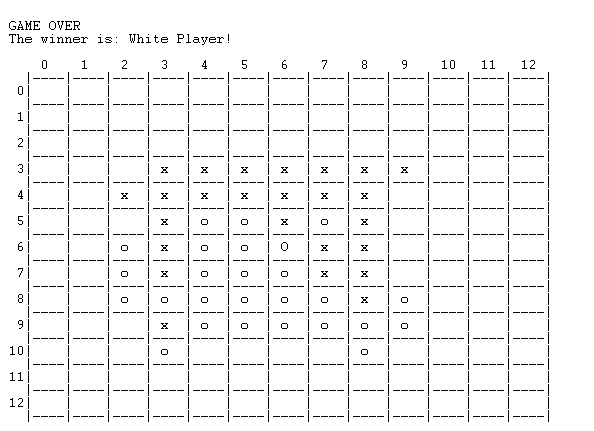 GAME OVER
The winner is: White Player!
0 1 2 3 4 5 6 7 8 9 10 11 12
0
1
2
3 x x x x x x x
4 x x x x x x x
5 x o o x o x
6 o x o o O x x
7 o x o o o x x
8 o o o o o o x o
9 x o o o o o o
10 o o
11
12